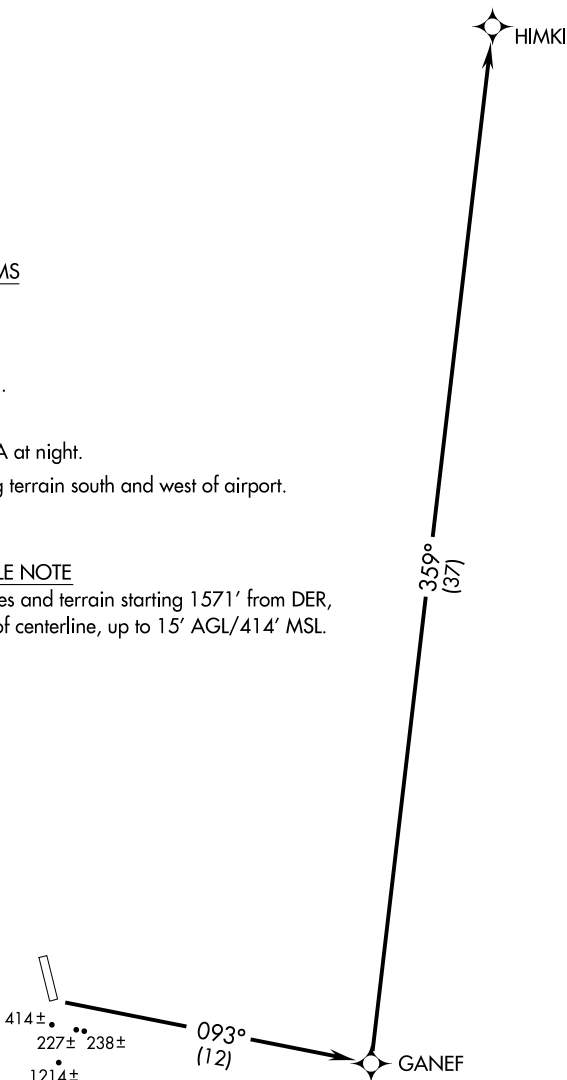 HIMKI
MS
.
A at night.
g terrain south and west of airport.
359°
(37)
LE NOTE
es and terrain starting 1571' from DER,
of centerline, up to 15' AGL/414' MSL.
414±
227± 238±
1214±
093°
(12)
GANEF